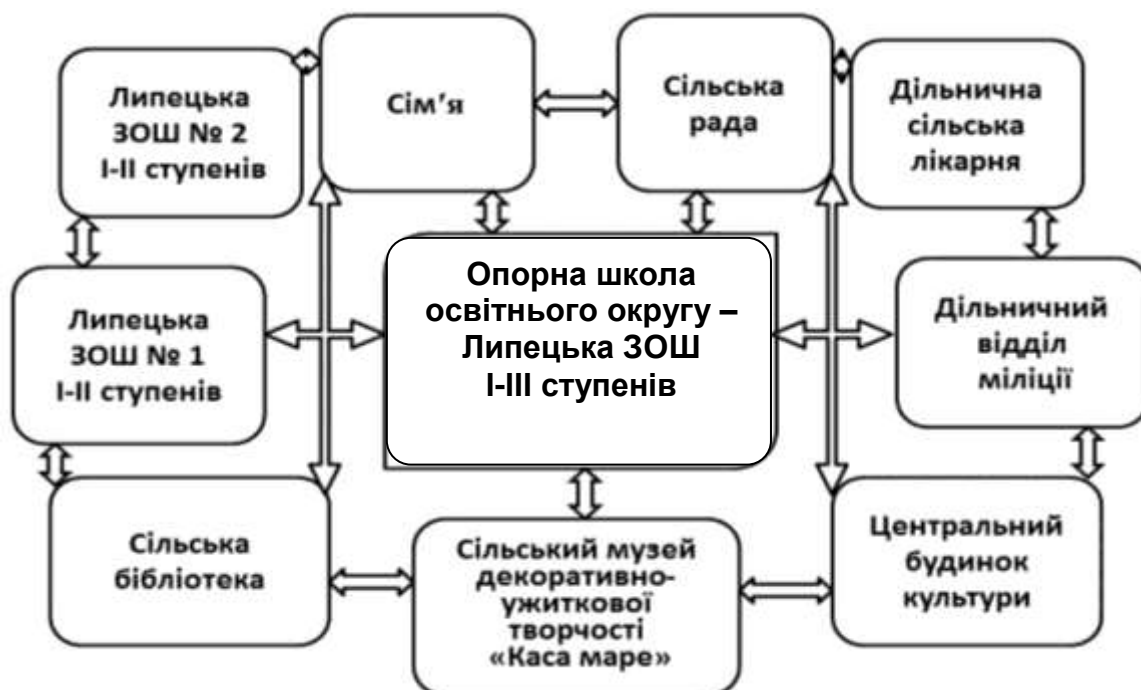 Липецька
ЗОШ № 2
І-ІІ ступенів
Сім'я
Сільська
рада
Дільнична
сільська
лікарня
Липецька
ЗОШ № 1
І-ІІ ступенів
Опорна школа
освітнього округу –
Липецька ЗОШ
І-ІІІ ступенів
Дільничний
відділ
міліції
Сільська
бібліотека
Сільський музей
декоративно-
ужиткової
творчості
«Каса маре»
Центральний
будинок
культури